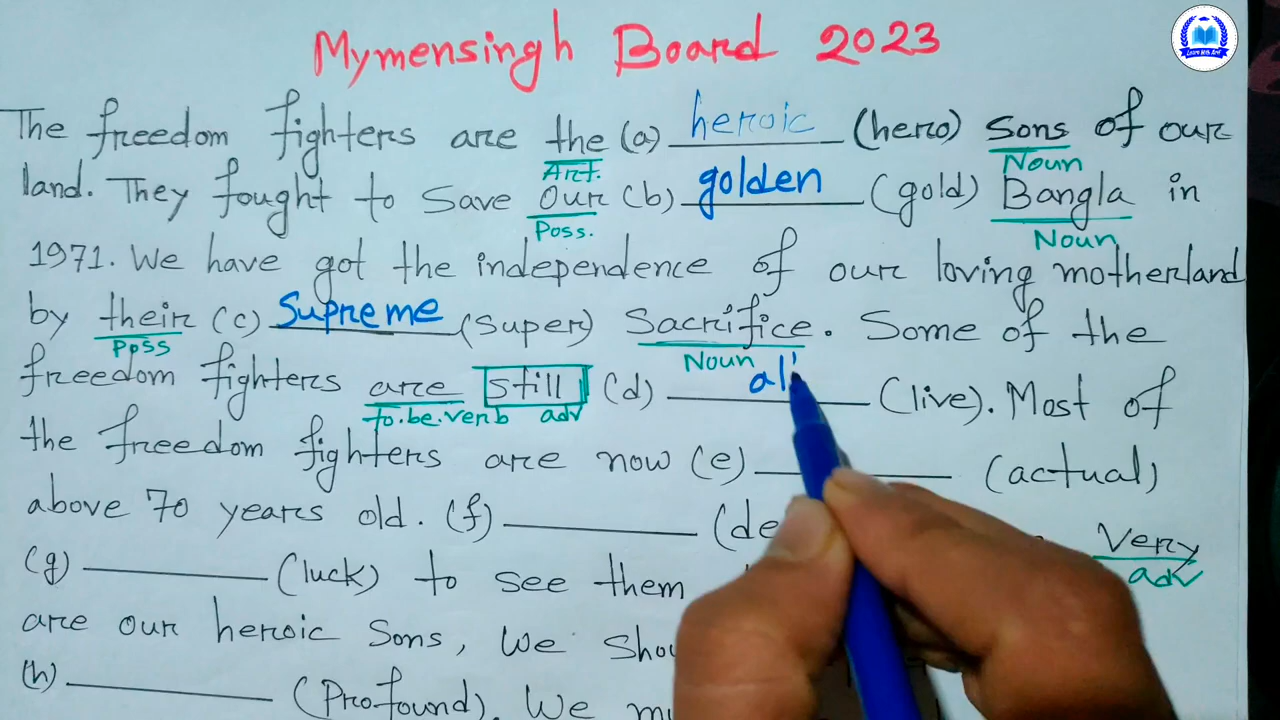 Mymensingh Board 2023
The freedom fighters are the (a) heroic (hero) Sons of our
Art. Noun
land. They fought to Save our (b) golden (gold) Bangla in
Poss. Noun
1971. We have got the independence of our loving motherland
by their (c) Supreme (Super) Sacrifice. Some of the
Poss Noun
freedom fighters are still (d) ali (live). Most of
to.be.verb adv
the freedom fighters are now (e) (actual)
above 70 years old. (f) (de Very
adv
(g) (luck) to see them
are our heroic Sons, We shou
(h) (Profound). We mu